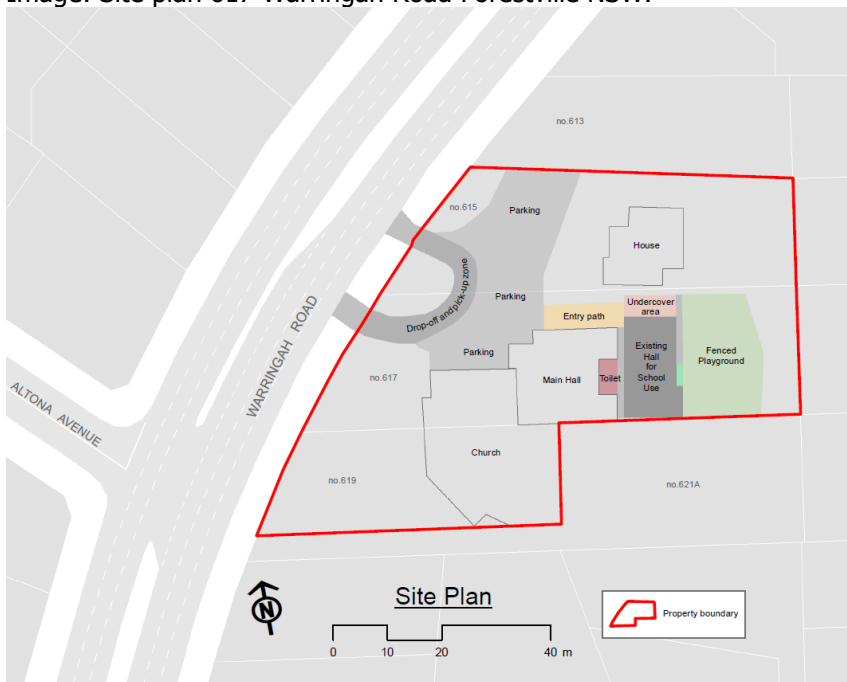 Image: Site plan 617 Warringah Road Forestville NSW.
no.613
no.615
Parking
House
Drop-off and pick-up zone
Parking
Undercover
area
Entry path
WARRINGAH ROAD
Parking
Existing
Hall
for
School
Use
Fenced
Playground
no.617
Main Hall
Toilet
ALTONA AVENUE
Church
no.619
no.621A
N
Site Plan
Property boundary
0 10 20 40 m